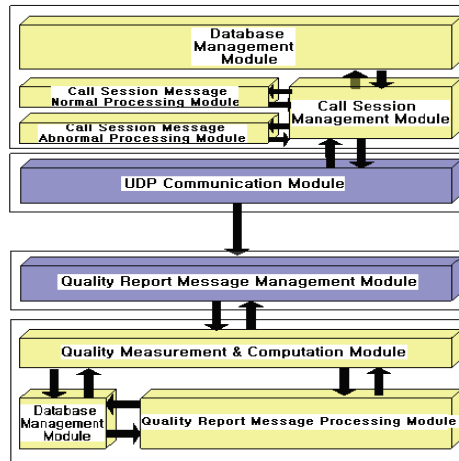 Database
Management
Module
Call Session Message
Normal Processing Module
Call Session
Management Module
Call Session Message
Abnormal Processing Module
UDP Communication Module
Quality Report Message Management Module
Quality Measurement & Computation Module
Database
Management
Module
Quality Report Message Processing Module